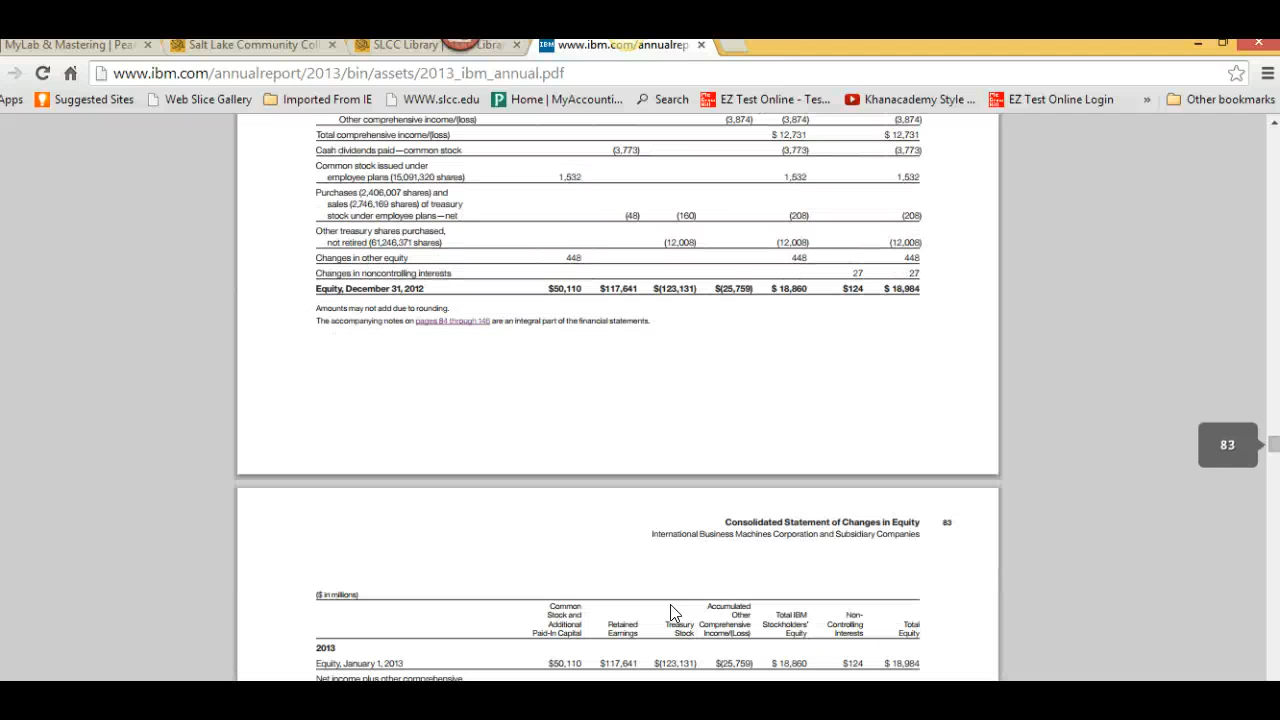 MyLab & Mastering | Pea
Salt Lake Community Col
SLCC Library
Libra
IBM www.ibm.com/annualrep
www.ibm.com/annualreport/2013/bin/assets/2013_ibm_annual.pdf
Apps Suggested Sites Web Slice Gallery Imported From IE WWW.slcc.edu Home | MyAccounti... Search EZ Test Online - Tes... Khanacademy Style ... EZ Test Online Login » Other bookmarks
Other comprehensive income/(loss) (3,874) (3,874) (3,874)
Total comprehensive income/(loss) $ 12,731 $ 12,731
Cash dividends paid—common stock (3,773) (3,773) (3,773)
Common stock issued under
employee plans (15,091,320 shares) 1,532 1,532 1,532
Purchases (2,406,007 shares) and
sales (2,746,169 shares) of treasury
stock under employee plans—net (48) (160) (208) (208)
Other treasury shares purchased,
not retired (61,246,371 shares) (12,008) (12,008) (12,008)
Changes in other equity 448 448 448
Changes in noncontrolling interests 27 27
Equity, December 31, 2012 $50,110 $117,641 $(123,131) $(25,759) $ 18,860 $124 $ 18,984
Amounts may not add due to rounding.
The accompanying notes on pages 84 through 146 are an integral part of the financial statements.
83
Consolidated Statement of Changes in Equity 83
International Business Machines Corporation and Subsidiary Companies
($ in millions)
Common
Stock and
Additional
Paid-In Capital
Retained
Earnings
Treasury
Stock
Accumulated
Other
Comprehensive
Income/(Loss)
Total IBM
Stockholders'
Equity
Non-
Controlling
Interests
Total
Equity
2013
Equity, January 1, 2013 $50,110 $117,641 $(123,131) $(25,759) $ 18,860 $124 $ 18,984
Net income plus other comprehensive